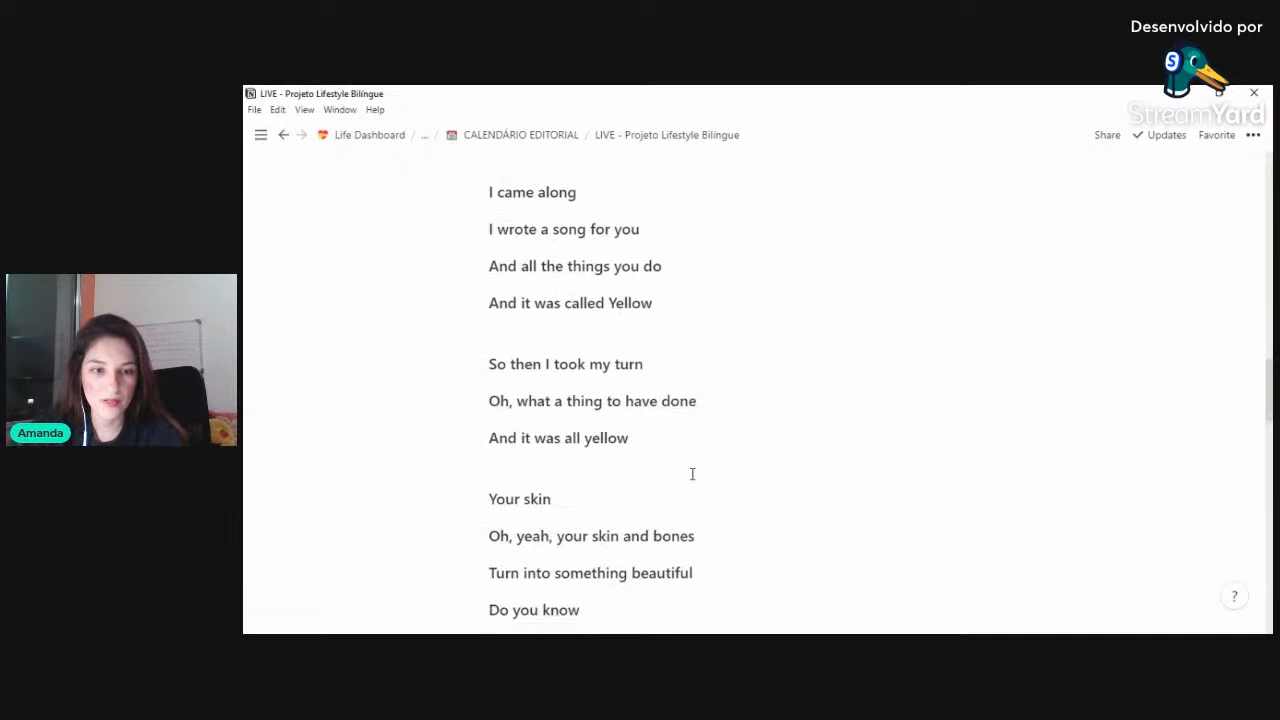 Desenvolvido por
S
StreamYard
LIVE - Projeto Lifestyle Bilíngue
File Edit View Window Help
Life Dashboard / ... / CALENDÁRIO EDITORIAL / LIVE - Projeto Lifestyle Bilíngue
Share Updates Favorite
I came along
I wrote a song for you
And all the things you do
And it was called Yellow
So then I took my turn
Oh, what a thing to have done
And it was all yellow
Your skin
Oh, yeah, your skin and bones
Turn into something beautiful
Do you know
Amanda
?